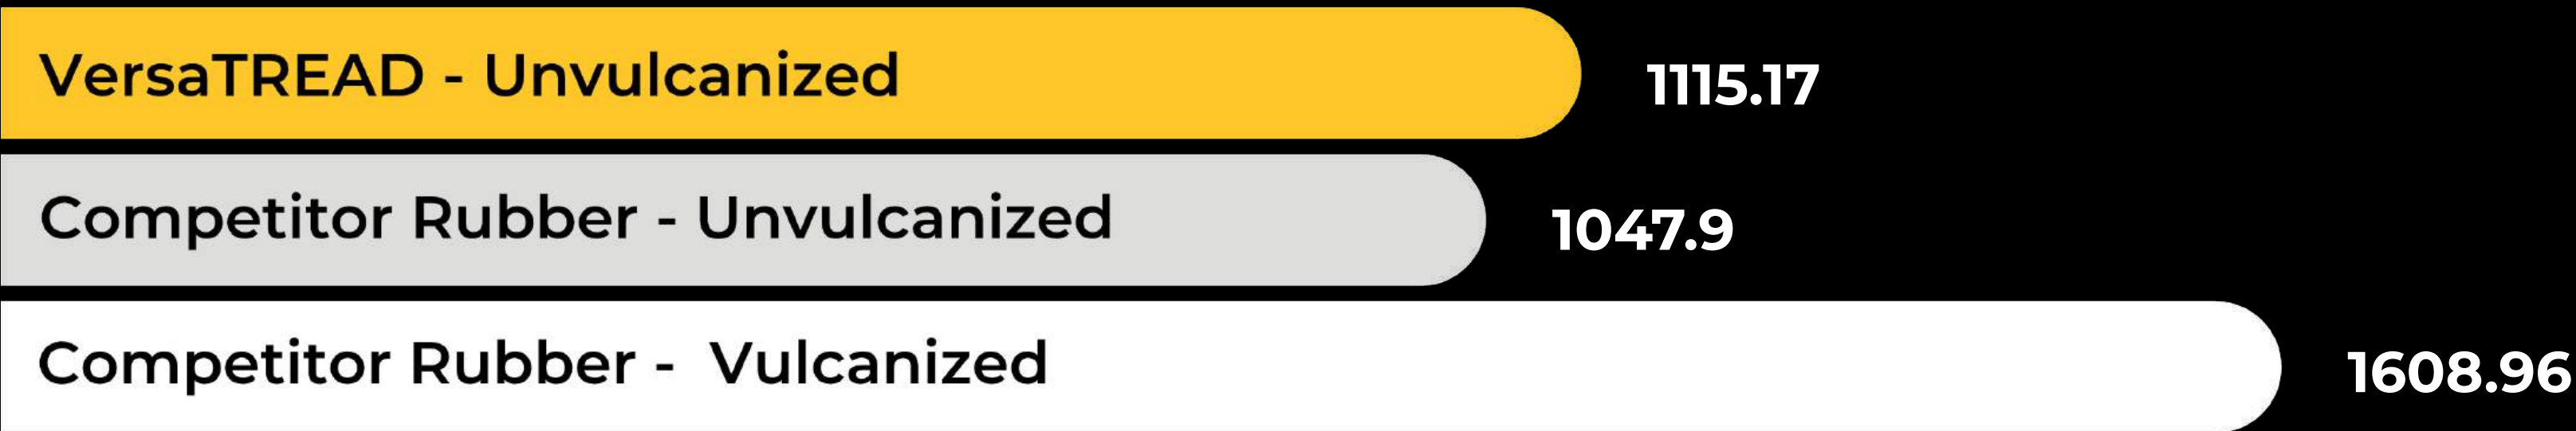 VersaTREAD - Unvulcanized 1115.17
Competitor Rubber - Unvulcanized 1047.9
Competitor Rubber - Vulcanized 1608.96